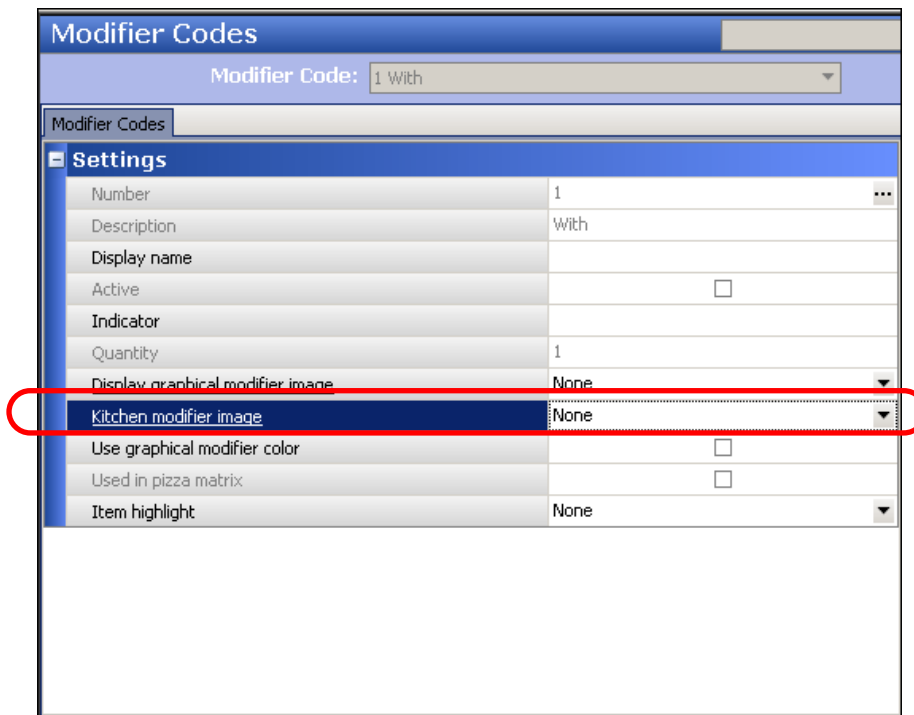 Modifier Codes
Modifier Code: 1 With
Modifier Codes
Settings
Number 1 ...
Description With
Display name
Active
Indicator
Quantity 1
Display graphical modifier image None
Kitchen modifier image None
Use graphical modifier color
Used in pizza matrix
Item highlight None